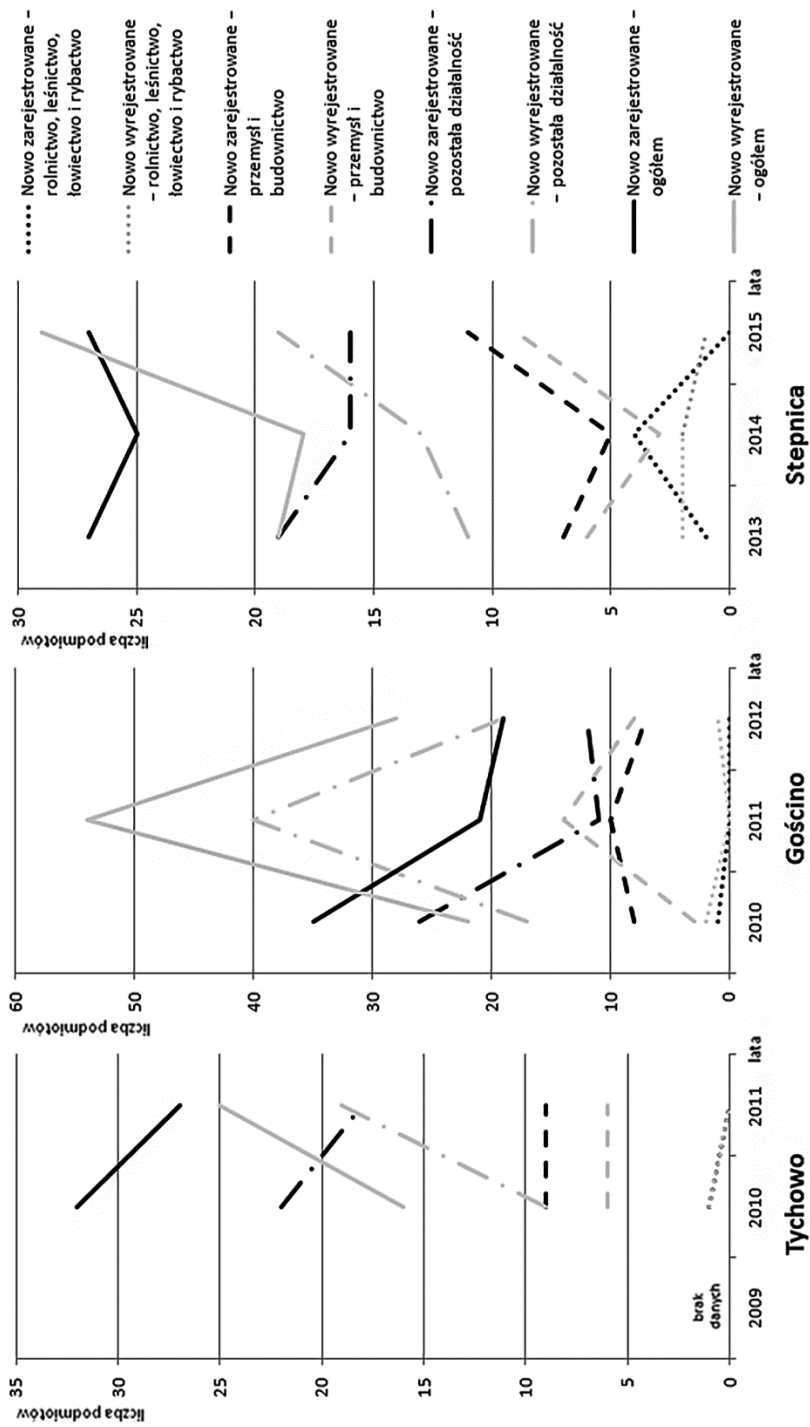 liczba podmiotów
35
30
25
20
15
10
5
0
brak
danych
2009
2010
2011
lata
Tychowo
liczba podmiotów
60
50
40
30
20
10
0
2010
2011
2012
lata
Gościno
liczba podmiotów
30
25
20
15
10
5
0
2013
2014
2015
lata
Stepnica
Nowo zarejestrowane –
rolnictwo, leśnictwo,
łowiectwo i rybactwo
Nowo wyrejestrowane
– rolnictwo, leśnictwo,
łowiectwo i rybactwo
Nowo zarejestrowane –
przemysł i
budownictwo
Nowo wyrejestrowane
– przemysł i
budownictwo
Nowo zarejestrowane –
pozostała działalność
Nowo wyrejestrowane
– pozostała działalność
Nowo zarejestrowane –
ogółem
Nowo wyrejestrowane
– ogółem